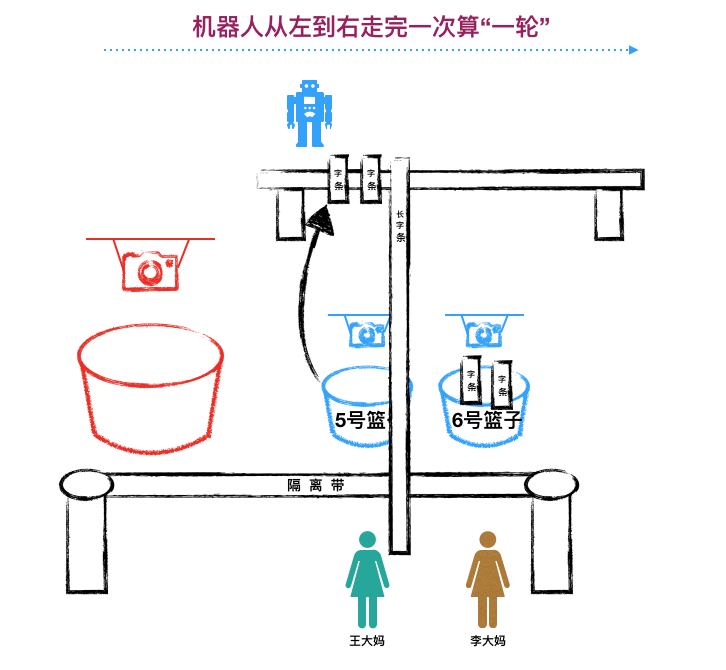 机器人从左到右走完一次算“一轮”
字条
字条
长字条
5号篮
字条
字条
6号篮子
隔离带
王大妈
李大妈